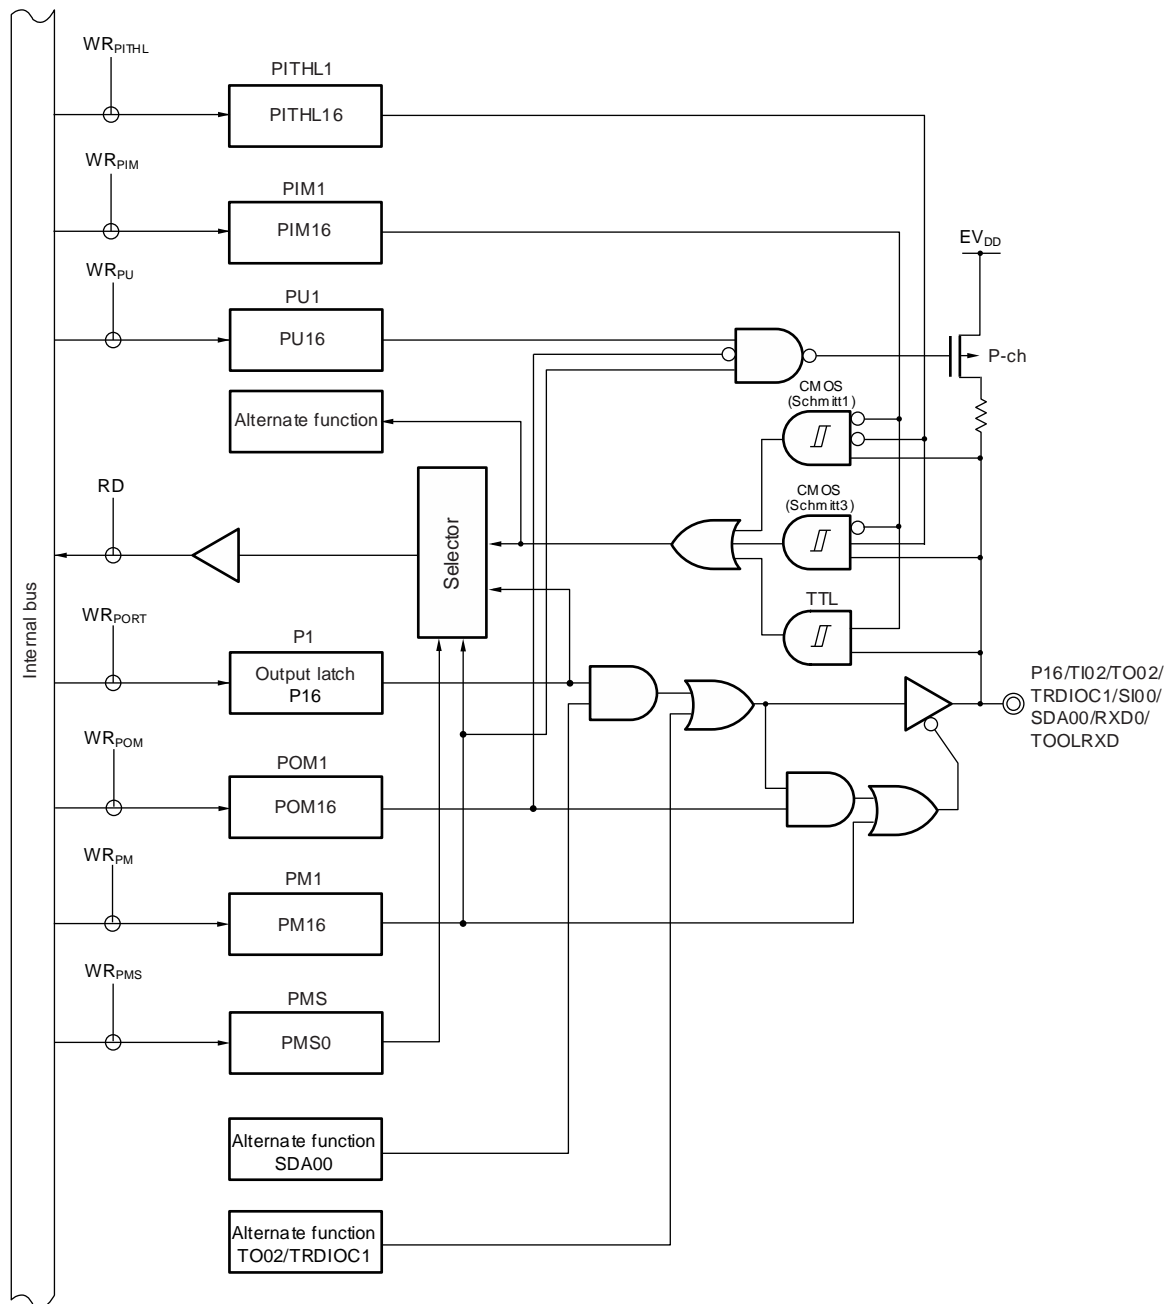 WRPITHL
PITHL1
PITHL16
WRPIM
PIM1
PIM16
EVDD
WRPU
PU1
PU16
P-ch
CMOS
(Schmitt1)
Alternate function
RD
Selector
CMOS
(Schmitt3)
TTL
Internal bus
WRPORT
P1
Output latch
P16
P16/TI02/TO02/
TRDIOC1/SI00/
SDA00/RXD0/
TOOLRXD
WRPOM
POM1
POM16
WRPM
PM1
PM16
WRPMS
PMS
PMS0
Alternate function
SDA00
Alternate function
TO02/TRDIOC1